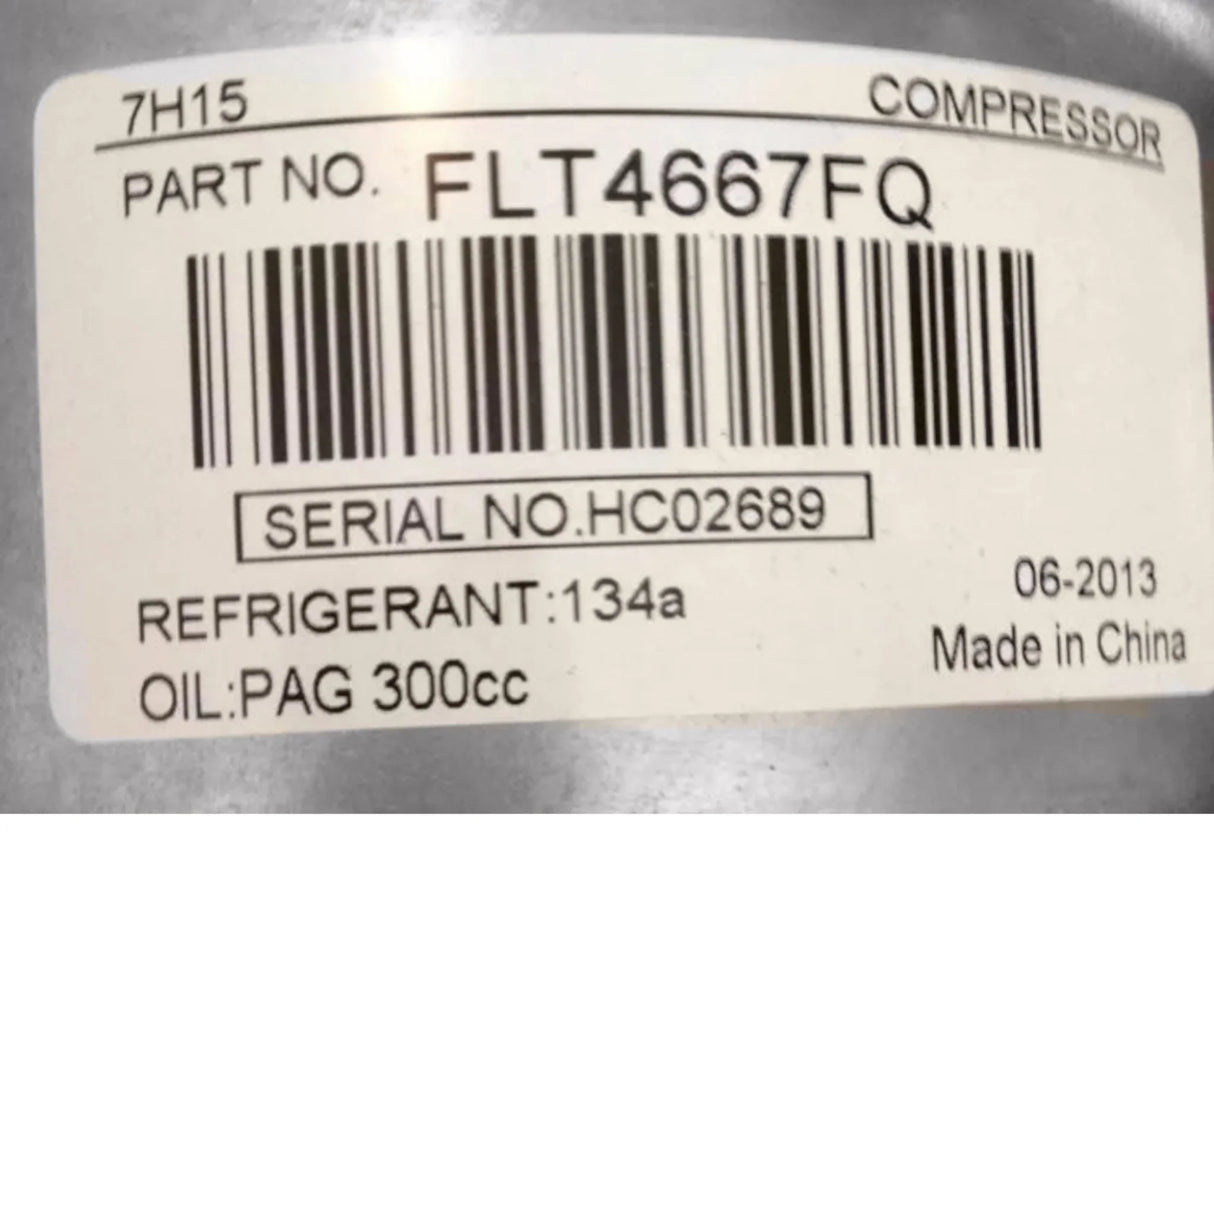 7H15 COMPRESSOR
PART NO. FLT4667FQ
SERIAL NO.HC02689
REFRIGERANT:134a
OIL:PAG 300cc
06-2013
Made in China